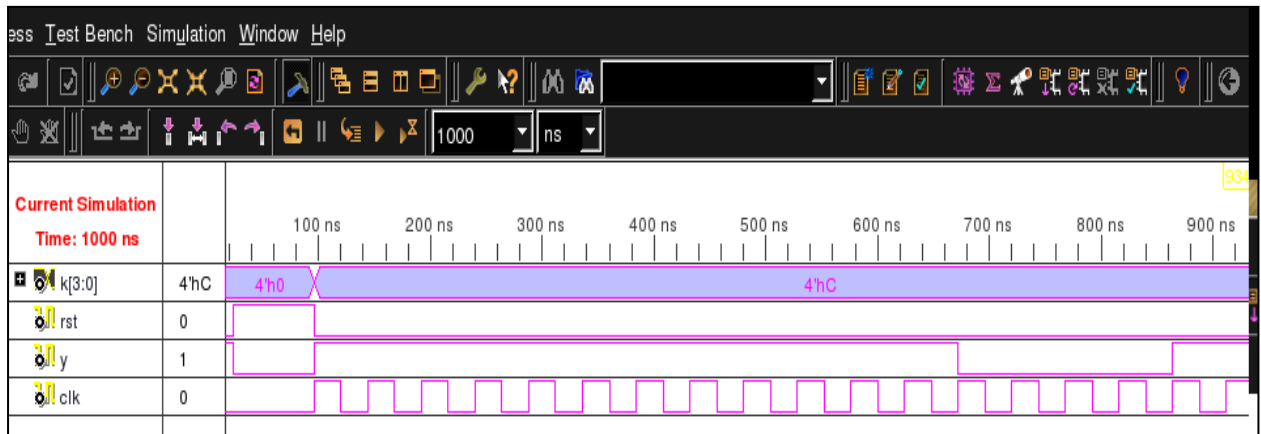 ess Test Bench Simulation Window Help
1000 ns
934
Current Simulation
Time: 1000 ns
100 ns 200 ns 300 ns 400 ns 500 ns 600 ns 700 ns 800 ns 900 ns
k[3:0] 4'hC 4'h0 4'hC
rst 0
y 1
clk 0